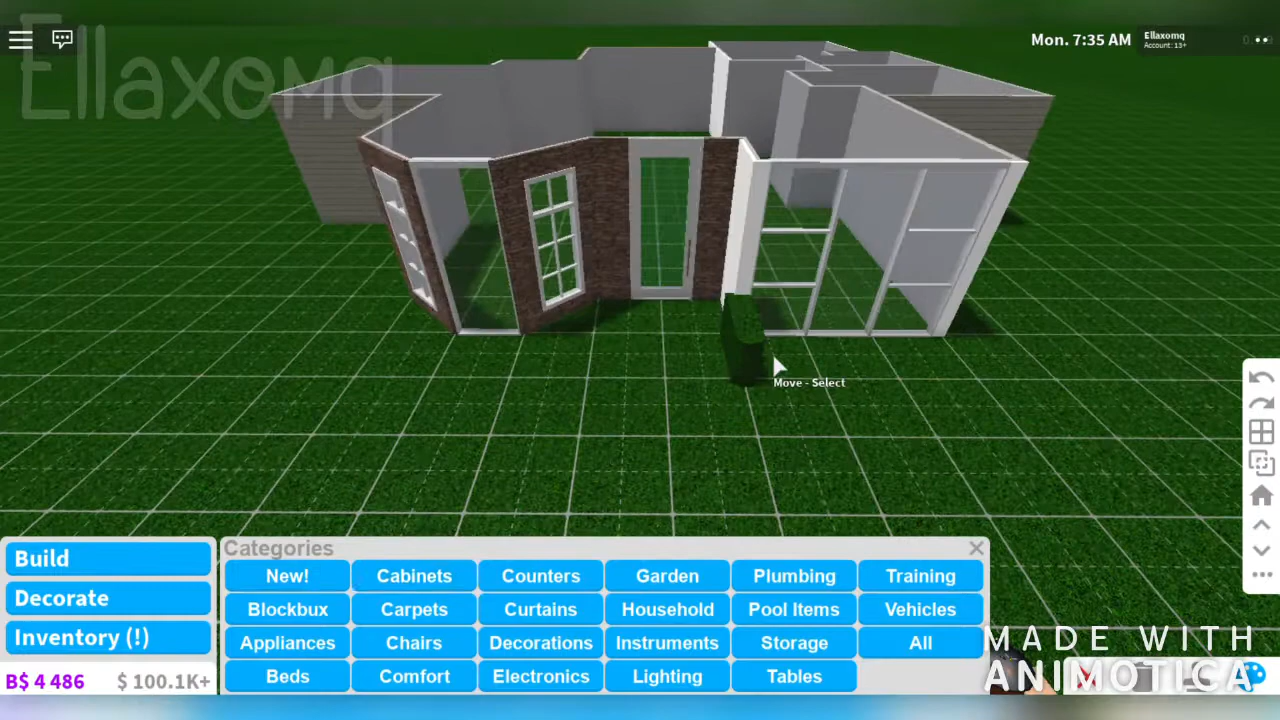 Ellaxomq
Mon. 7:35 AM
Ellaxomq
Account: 13+
Move - Select
Build
Decorate
Inventory (!)
B$ 4 486
$ 100.1K+
Categories
New!
Cabinets
Counters
Garden
Plumbing
Training
Blockbux
Carpets
Curtains
Household
Pool Items
Vehicles
Appliances
Chairs
Decorations
Instruments
Storage
All
Beds
Comfort
Electronics
Lighting
Tables
MADE WITH
ANIMOTICA